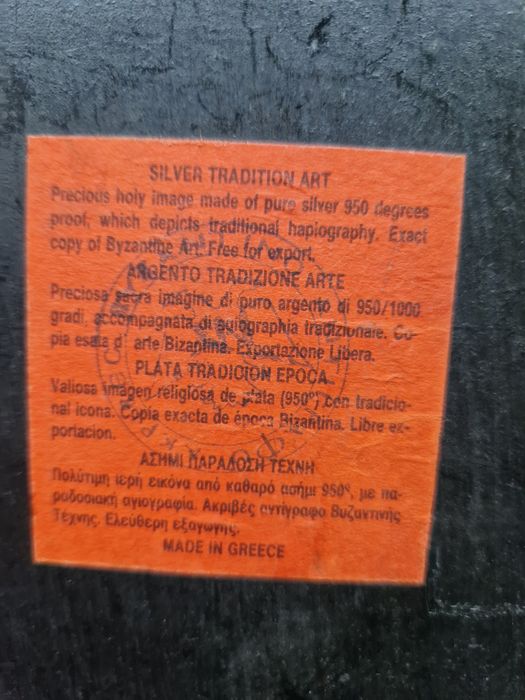 SILVER TRADITION ART
Precious holy image made of pure silver 950 degrees
proof, which depicts traditional hapiography. Exact
copy of Byzantine Art. Free for export.
ARGENTO TRADIZIONE ARTE
Preciosa sacra imagine di puro argento di 950/1000
gradi, accompagnata di auiographia tradizionare. Co-
pia esata d' arte Bizantina. Exportazione Libera.
PLATA TRADICION EPOCA
Valiosa imagen religiosa de plata (950°) con tradicio-
nal icona. Copia exacta de época Bizantina. Libre ex-
portacion.
ΑΣΗΜΙ ΠΑΡΑΔΟΣΗ ΤΕΧΝΗ
Πολύτιμη ιερή εικόνα από καθαρό ασήμι 950°, με πα-
ραδοσιακή αγιογραφία. Ακριβές αντίγραφο Βυζαντινής
Τέχνης. Ελεύθερη εξαγωγής.
MADE IN GREECE